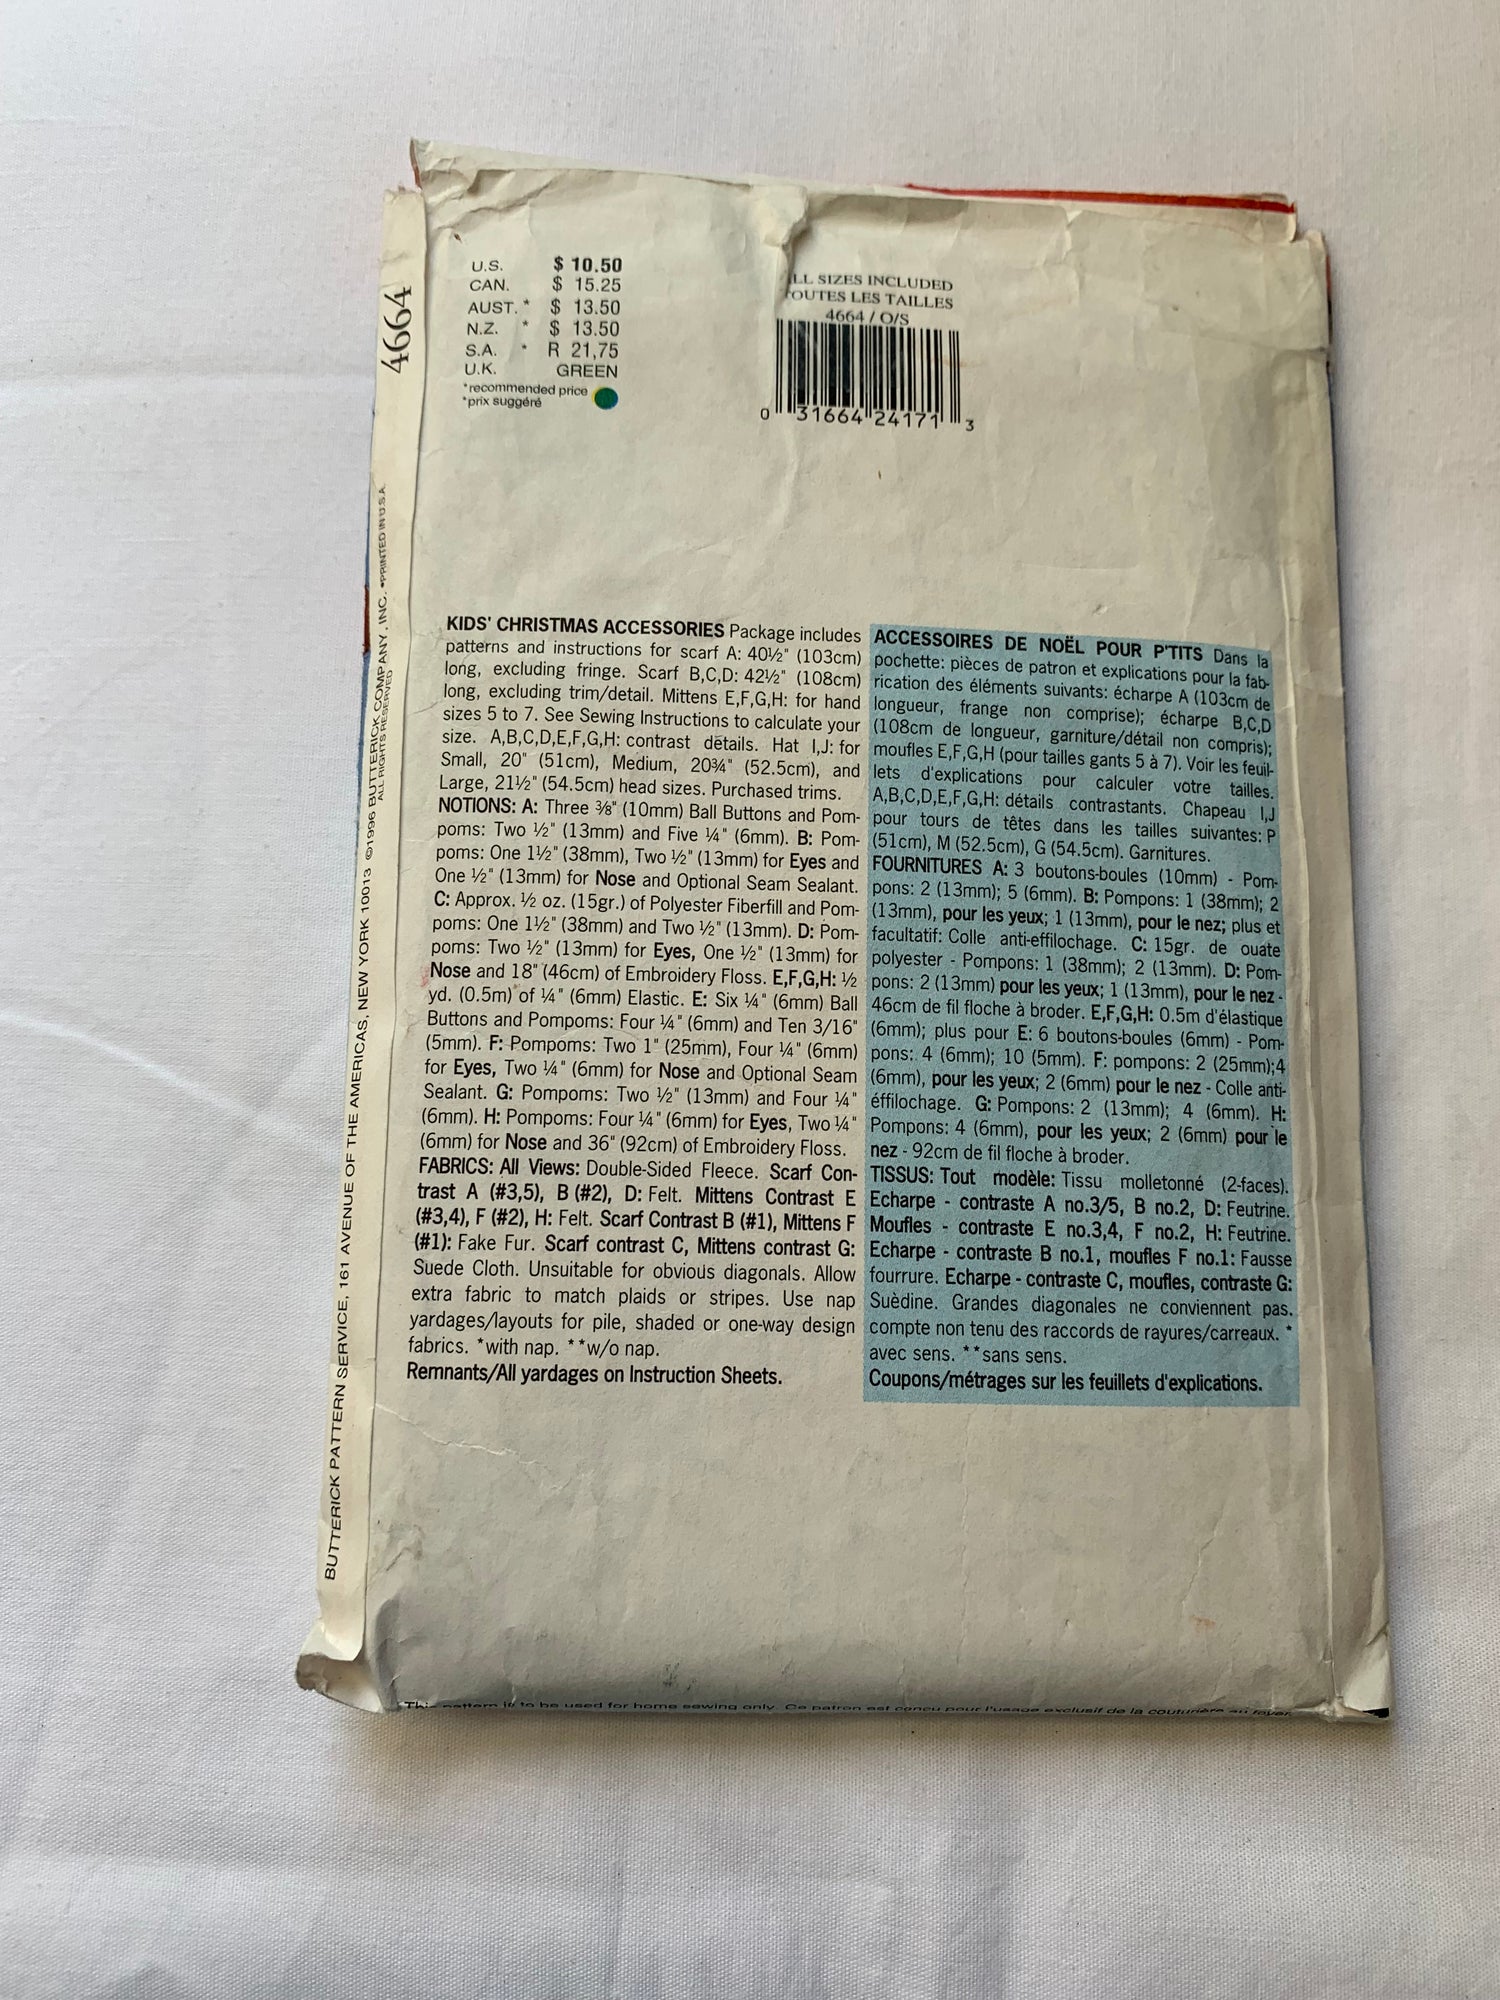 4664
U.S. $ 10.50
CAN. $ 15.25
AUST. * $ 13.50
N.Z. * $ 13.50
S.A. * R 21,75
U.K. GREEN
*recommended price
*prix suggéré
LL SIZES INCLUDED
TOUTES LES TAILLES
4664 / O/S
0 31664 24171 3
BUTTERICK PATTERN SERVICE, 161 AVENUE OF THE AMERICAS, NEW YORK 10013 ©1996 BUTTERICK COMPANY, INC. •PRINTED IN U.S.A.
ALL RIGHTS RESERVED
KIDS' CHRISTMAS ACCESSORIES Package includes
patterns and instructions for scarf A: 40½" (103cm)
long, excluding fringe. Scarf B,C,D: 42½" (108cm)
long, excluding trim/detail. Mittens E,F,G,H: for hand
sizes 5 to 7. See Sewing Instructions to calculate your
size. A,B,C,D,E,F,G,H: contrast details. Hat I,J: for
Small, 20" (51cm), Medium, 20¾" (52.5cm), and
Large, 21½" (54.5cm) head sizes. Purchased trims.
NOTIONS: A: Three ⅜" (10mm) Ball Buttons and Pom-
poms: Two ½" (13mm) and Five ¼" (6mm). B: Pom-
poms: One 1½" (38mm), Two ½" (13mm) for Eyes and
One ½" (13mm) for Nose and Optional Seam Sealant.
C: Approx. ½ oz. (15gr.) of Polyester Fiberfill and Pom-
poms: One 1½" (38mm) and Two ½" (13mm). D: Pom-
poms: Two ½" (13mm) for Eyes, One ½" (13mm) for
Nose and 18" (46cm) of Embroidery Floss. E,F,G,H: ½
yd. (0.5m) of ¼" (6mm) Elastic. E: Six ¼" (6mm) Ball
Buttons and Pompoms: Four ¼" (6mm) and Ten 3/16"
(5mm). F: Pompoms: Two 1" (25mm), Four ¼" (6mm)
for Eyes, Two ¼" (6mm) for Nose and Optional Seam
Sealant. G: Pompoms: Two ½" (13mm) and Four ¼"
(6mm). H: Pompoms: Four ¼" (6mm) for Eyes, Two ¼"
(6mm) for Nose and 36" (92cm) of Embroidery Floss.
FABRICS: All Views: Double-Sided Fleece. Scarf Con-
trast A (#3,5), B (#2), D: Felt. Mittens Contrast E
(#3,4), F (#2), H: Felt. Scarf Contrast B (#1), Mittens F
(#1): Fake Fur. Scarf contrast C, Mittens contrast G:
Suede Cloth. Unsuitable for obvious diagonals. Allow
extra fabric to match plaids or stripes. Use nap
yardages/layouts for pile, shaded or one-way design
fabrics. *with nap. **w/o nap.
Remnants/All yardages on Instruction Sheets.
ACCESSOIRES DE NOËL POUR P'TITS Dans la
pochette: pièces de patron et explications pour la fab-
rication des éléments suivants: écharpe A (103cm de
longueur, frange non comprise); écharpe B,C,D
(108cm de longueur, garniture/détail non compris);
moufles E,F,G,H (pour tailles gants 5 à 7). Voir les feuil-
lets d'explications pour calculer votre tailles.
A,B,C,D,E,F,G,H: détails contrastants. Chapeau I,J
pour tours de têtes dans les tailles suivantes: P
(51cm), M (52.5cm), G (54.5cm). Garnitures.
FOURNITURES A: 3 boutons-boules (10mm) - Pom-
pons: 2 (13mm); 5 (6mm). B: Pompons: 1 (38mm); 2
(13mm), pour les yeux; 1 (13mm), pour le nez; plus et
facultatif: Colle anti-effilochage. C: 15gr. de ouate
polyester - Pompons: 1 (38mm); 2 (13mm). D: Pom-
pons: 2 (13mm) pour les yeux; 1 (13mm), pour le nez -
46cm de fil floche à broder. E,F,G,H: 0.5m d'élastique
(6mm); plus pour E: 6 boutons-boules (6mm) - Pom-
pons: 4 (6mm); 10 (5mm). F: pompons: 2 (25mm);4
(6mm), pour les yeux; 2 (6mm) pour le nez - Colle anti-
éffilochage. G: Pompons: 2 (13mm); 4 (6mm). H:
Pompons: 4 (6mm), pour les yeux; 2 (6mm) pour le
nez - 92cm de fil floche à broder.
TISSUS: Tout modèle: Tissu molletonné (2-faces).
Echarpe - contraste A no.3/5, B no.2, D: Feutrine.
Moufles - contraste E no.3,4, F no.2, H: Feutrine.
Echarpe - contraste B no.1, moufles F no.1: Fausse
fourrure. Echarpe - contraste C, moufles, contraste G:
Suèdine. Grandes diagonales ne conviennent pas.
compte non tenu des raccords de rayures/carreaux. *
avec sens. **sans sens.
Coupons/métrages sur les feuillets d'explications.
This pattern is to be used for home sewing only. Ce patron est conçu pour l'usage exclusif de la couturière au foyer.